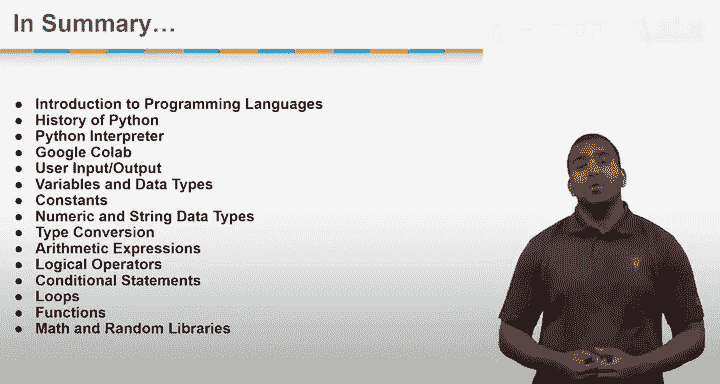 In Summary...
● Introduction to Programming Languages
● History of Python
● Python Interpreter
● Google Colab
● User Input/Output
● Variables and Data Types
● Constants
● Numeric and String Data Types
● Type Conversion
● Arithmetic Expressions
● Logical Operators
● Conditional Statements
● Loops
● Functions
● Math and Random Libraries